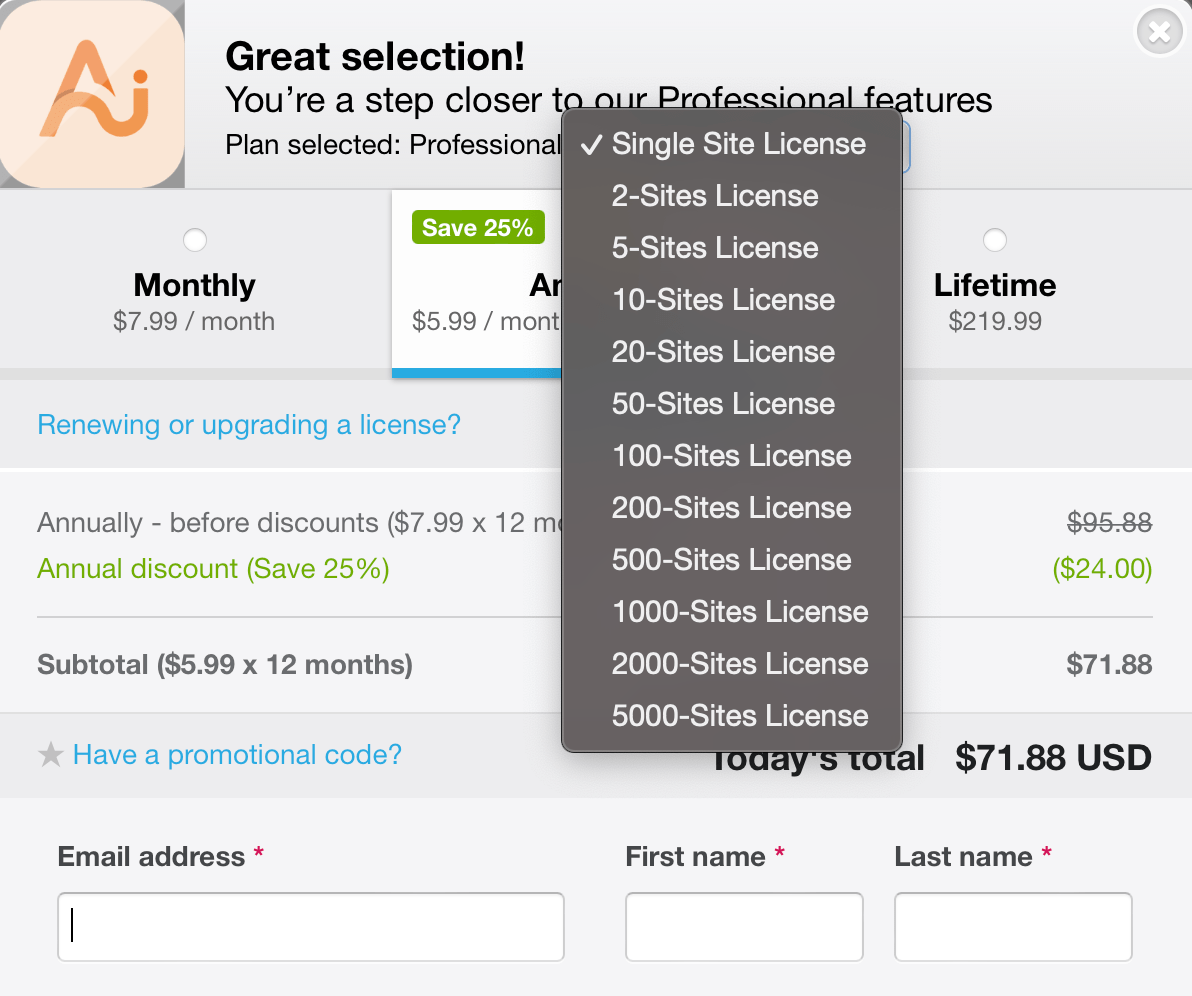 Great selection!
You're a step closer to our Professional features
Plan selected: Professional
✓ Single Site License
2-Sites License
5-Sites License
10-Sites License
20-Sites License
50-Sites License
100-Sites License
200-Sites License
500-Sites License
1000-Sites License
2000-Sites License
5000-Sites License
Monthly
$7.99 / month
Save 25%
$5.99 / mont
Lifetime
$219.99
Renewing or upgrading a license?
Annually - before discounts ($7.99 x 12 mo $95.88
Annual discount (Save 25%) ($24.00)
Subtotal ($5.99 x 12 months) $71.88
Have a promotional code? Today's total $71.88 USD
Email address * First name * Last name *